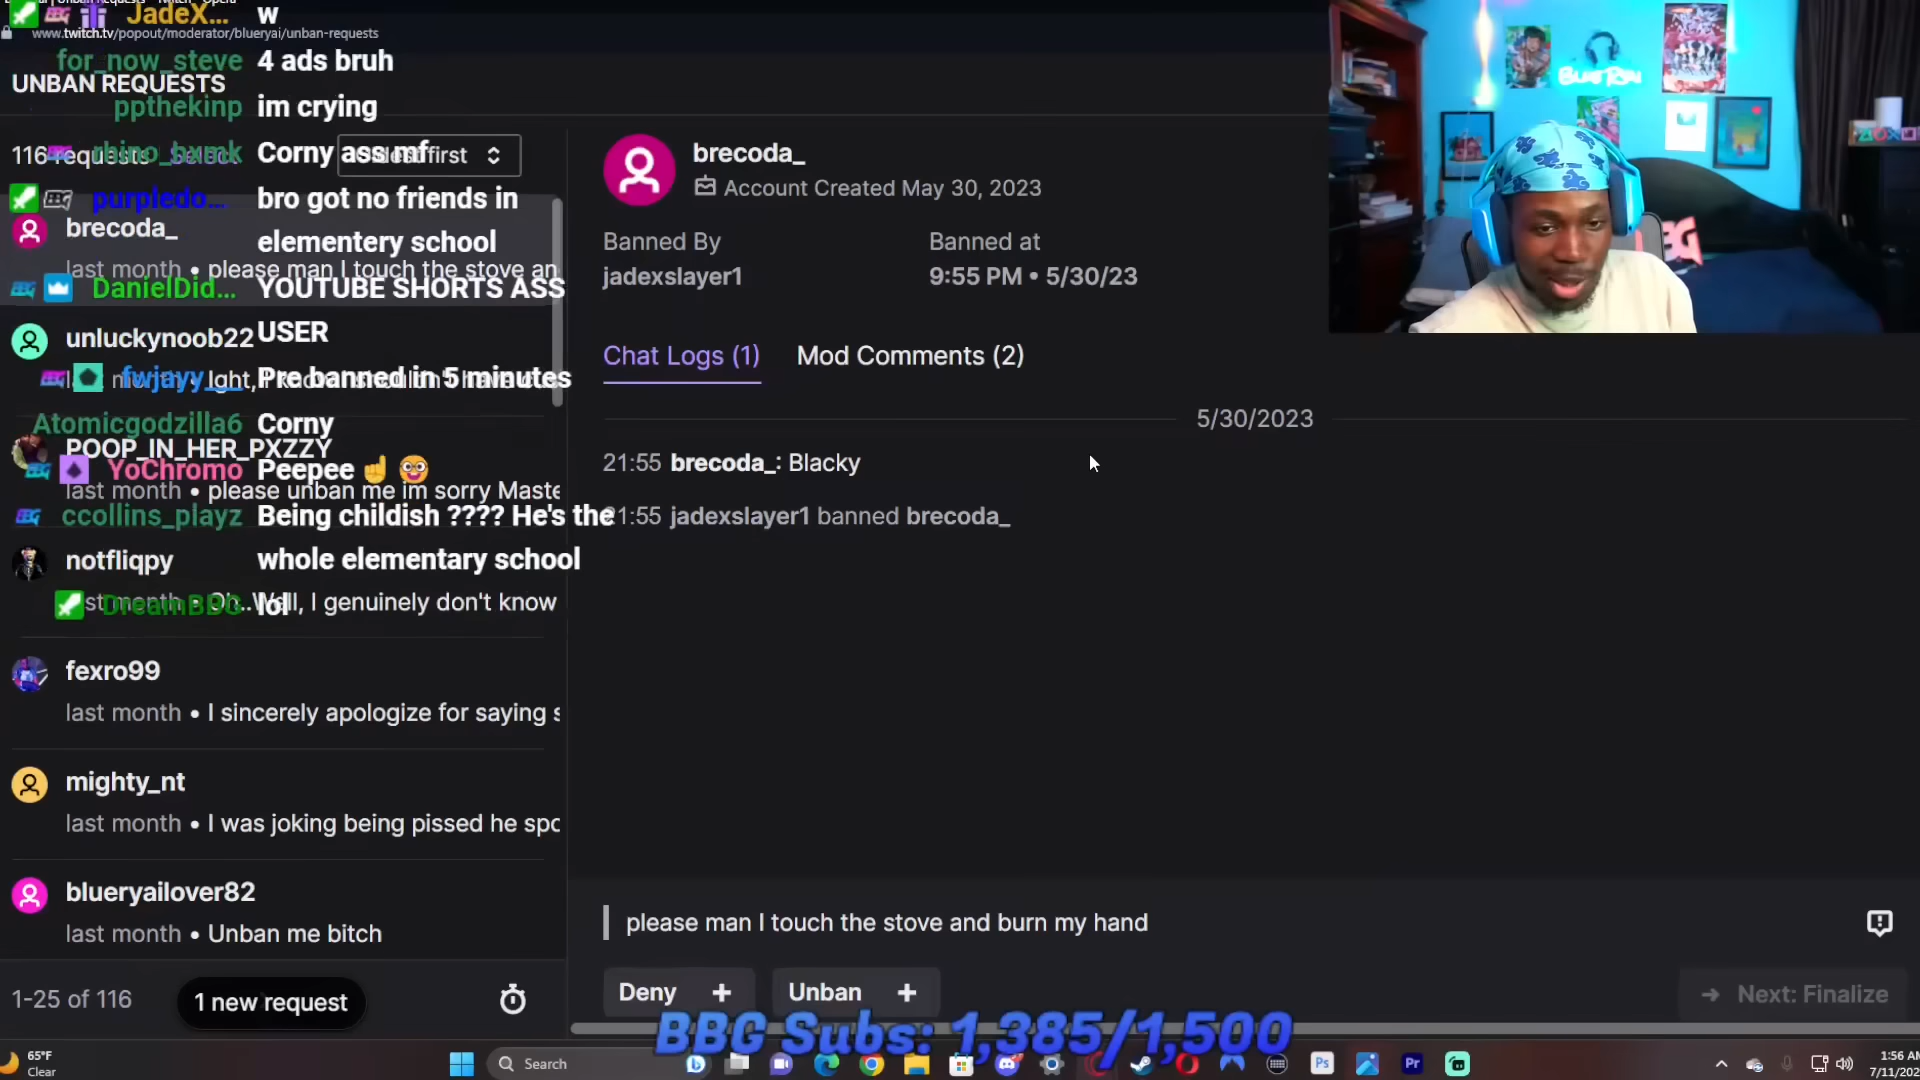 JadeX... w
www.twitch.tv/popout/moderator/blueryai/unban-requests
for_now_steve 4 ads bruh
UNBAN REQUESTS
ppthekinp im crying
116 requests
rhino_bxmk Corny ass mf
first
purpledo... bro got no friends in
elementery school
brecoda_
last month • please man I touch the stove an
DanielDid... YOUTUBE SHORTS ASS
USER
unluckynoob22
fwjayy__ Pre banned in 5 minutes
Atomicgodzilla6 Corny
POOP_IN_HER_PXZZY
YoChromo Peepee ☝️🤓
last month • please unban me im sorry Maste
ccollins_playz Being childish ???? He's the
whole elementary school
notfliqpy
I genuinely don't know
DreamBBG lol
fexro99
last month • I sincerely apologize for saying s
mighty_nt
last month • I was joking being pissed he spo
blueryailover82
last month • Unban me bitch
1-25 of 116
1 new request
brecoda_
Account Created May 30, 2023
Banned By
jadexslayer1
Banned at
9:55 PM • 5/30/23
Chat Logs (1)
Mod Comments (2)
5/30/2023
21:55 brecoda_: Blacky
21:55 jadexslayer1 banned brecoda_
please man I touch the stove and burn my hand
Deny +
Unban +
→ Next: Finalize
BBG Subs: 1,385/1,500
65°F
Clear
Search
Ps
Pr
1:56 AM
7/11/202